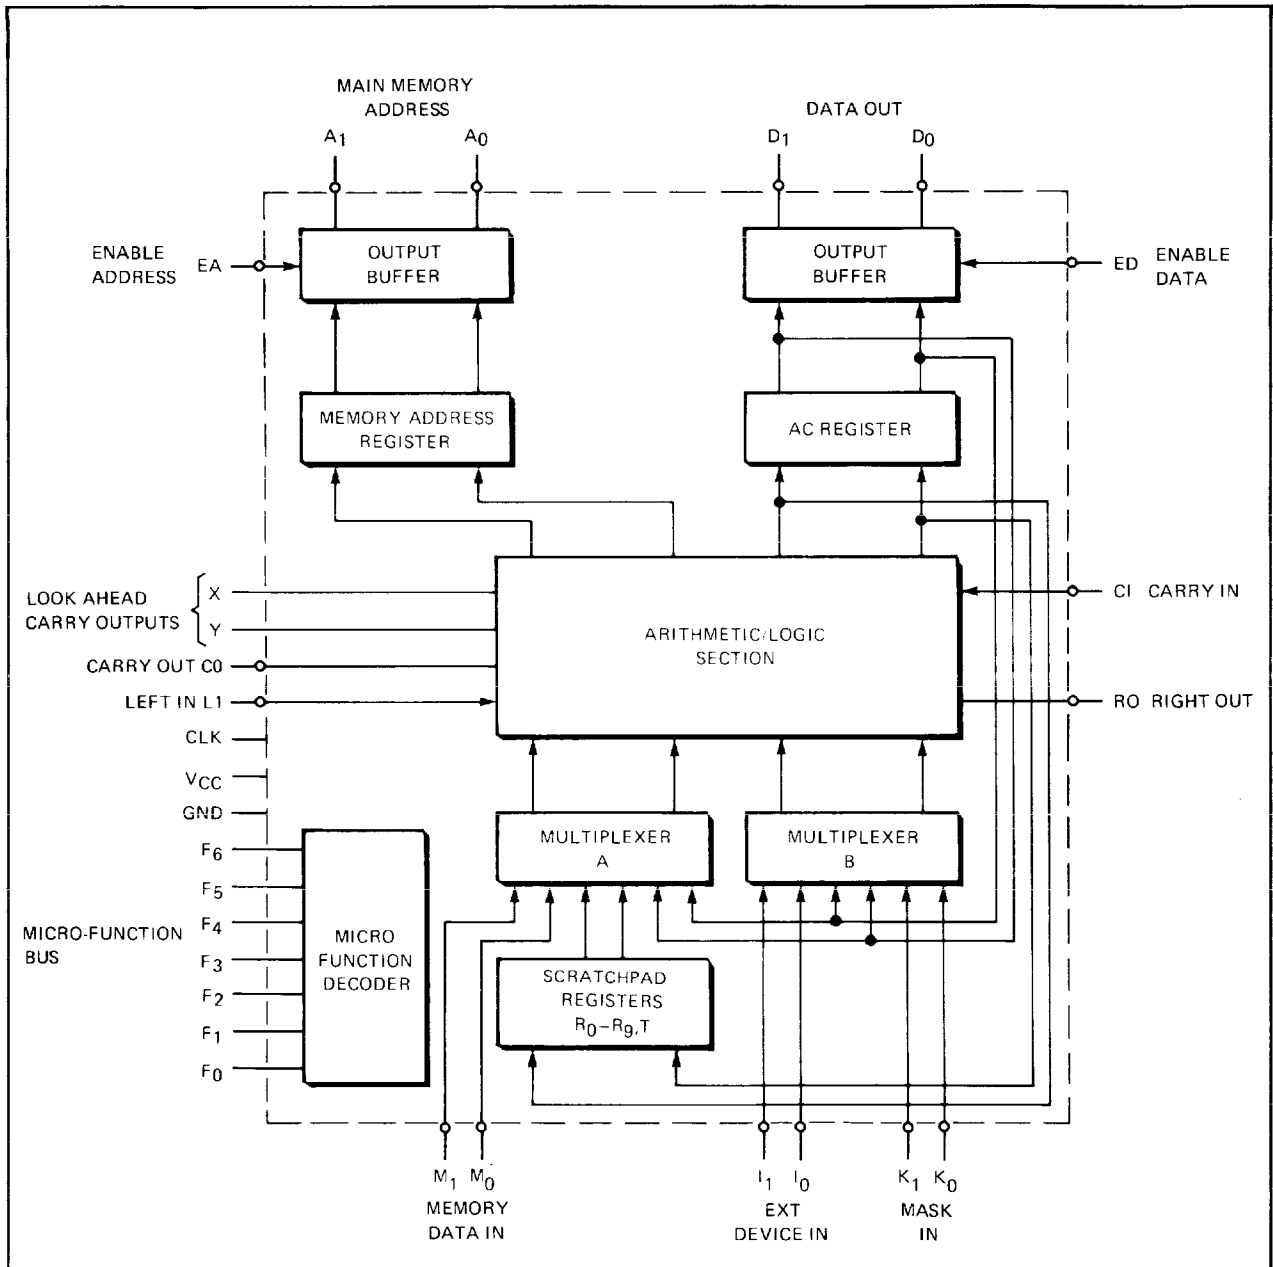 MAIN MEMORY
ADDRESS
A1 A0
DATA OUT
D1 D0
ENABLE
ADDRESS EA
OUTPUT
BUFFER
OUTPUT
BUFFER
ED ENABLE
DATA
MEMORY ADDRESS
REGISTER
AC REGISTER
LOOK AHEAD
CARRY OUTPUTS
X
Y
CARRY OUT C0
LEFT IN L1
CLK
VCC
GND
ARITHMETIC/LOGIC
SECTION
CI CARRY IN
RO RIGHT OUT
MULTIPLEXER
A
MULTIPLEXER
B
MICRO-FUNCTION
BUS
F6
F5
F4
F3
F2
F1
F0
MICRO
FUNCTION
DECODER
SCRATCHPAD
REGISTERS
R0–R9,T
M1 M0
MEMORY
DATA IN
I1 I0
EXT
DEVICE IN
K1 K0
MASK
IN